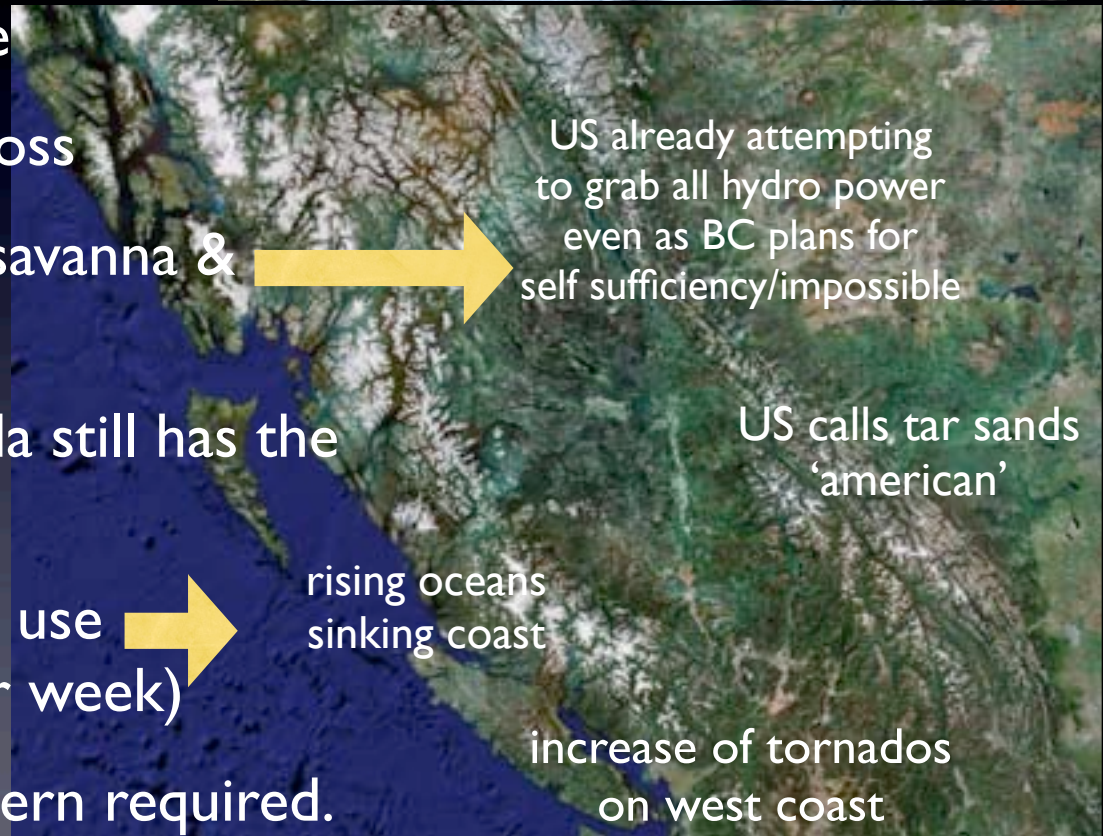 e
oss
savanna &
la still has the
use
r week)
ern required.
US already attempting
to grab all hydro power
even as BC plans for
self sufficiency/impossible
US calls tar sands
‘american’
rising oceans
sinking coast
increase of tornados
on west coast